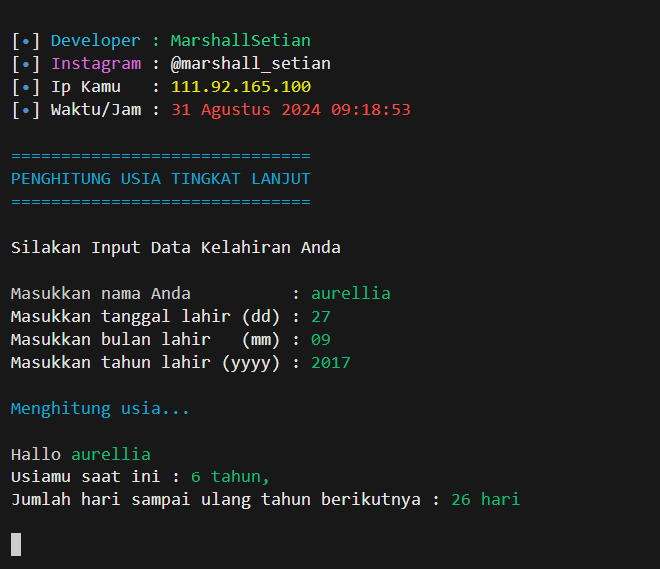 [•] Developer : MarshallSetian
[•] Instagram : @marshall_setian
[•] Ip Kamu   : 111.92.165.100
[•] Waktu/Jam : 31 Agustus 2024 09:18:53
==============================
PENGHITUNG USIA TINGKAT LANJUT
==============================
Silakan Input Data Kelahiran Anda
Masukkan nama Anda          : aurellia
Masukkan tanggal lahir (dd) : 27
Masukkan bulan lahir   (mm) : 09
Masukkan tahun lahir (yyyy) : 2017
Menghitung usia...
Hallo aurellia
Usiamu saat ini : 6 tahun,
Jumlah hari sampai ulang tahun berikutnya : 26 hari